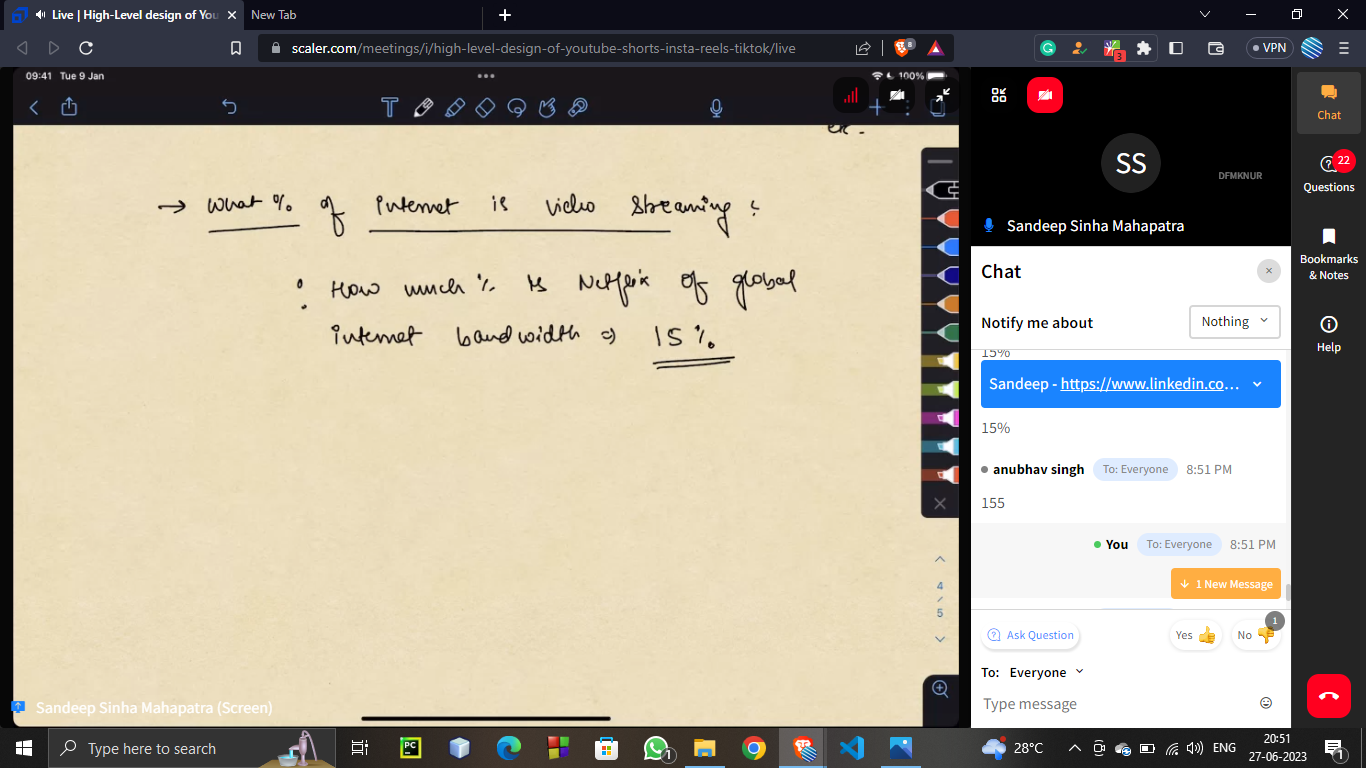 Live | High-Level design of You
New Tab
scaler.com/meetings/i/high-level-design-of-youtube-shorts-insta-reels-tiktok/live
8
3
VPN
09:41 Tue 9 Jan
100%
→ What % of Internet is video streaming :
: How much % is Netflix of global
internet bandwidth ⇒ 15 %
4
/
5
Sandeep Sinha Mahapatra (Screen)
SS
DFMKNUR
Sandeep Sinha Mahapatra
Chat
Notify me about
Nothing
15%
Sandeep - https://www.linkedin.co...
15%
anubhav singh To: Everyone 8:51 PM
155
You To: Everyone 8:51 PM
1 New Message
Ask Question
Yes
No
1
To: Everyone
Type message
Chat
22
Questions
Bookmarks
& Notes
Help
Type here to search
PC
1
28°C
ENG
20:51
27-06-2023
1